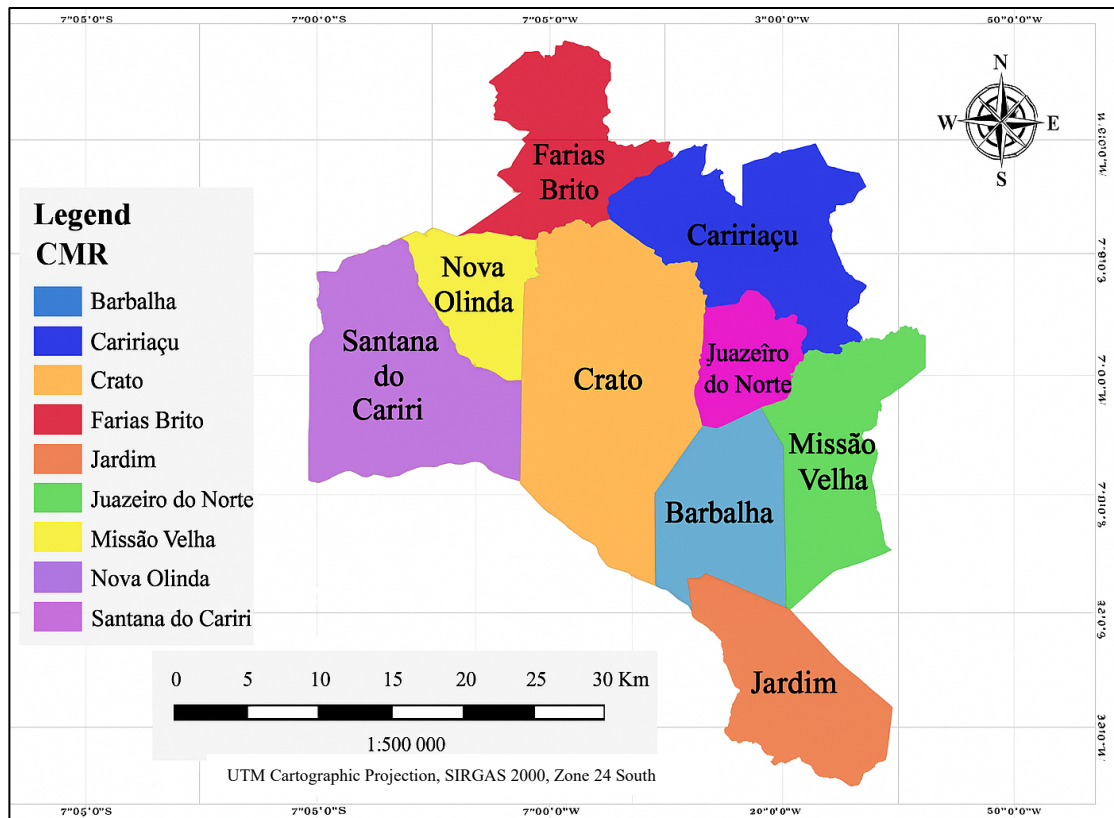 7°05'0"S
7°00'0"S
7°05'0"W
3°00'0"W
50°0'0"W
N
W
E
S
Farias
Brito
Caririaçu
Legend
CMR
Barbalha
Caririaçu
Crato
Farias Brito
Jardim
Juazeiro do Norte
Missão Velha
Nova Olinda
Santana do Cariri
Nova
Olinda
Santana
do
Cariri
Crato
Juazeîro
do Norte
Missão
Velha
Barbalha
Jardim
0 5 10 15 20 25 30 Km
1:500 000
UTM Cartographic Projection, SIRGAS 2000, Zone 24 South
7°05'0"S
7°05'0"S
7°00'0"W
20°0'0"W
50°0'0"W